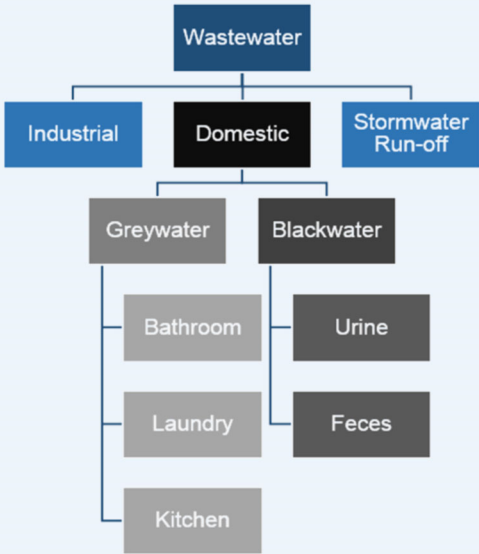 Wastewater
Industrial
Domestic
Stormwater
Run-off
Greywater
Blackwater
Bathroom
Urine
Laundry
Feces
Kitchen